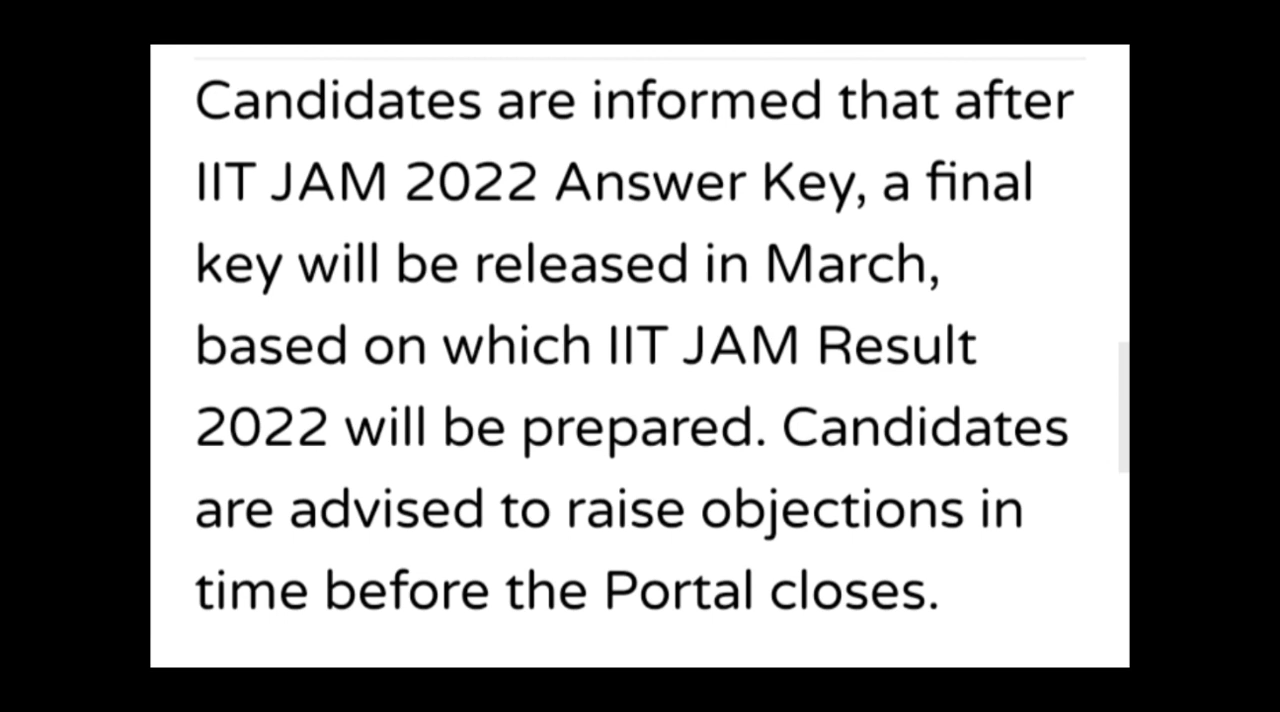 Candidates are informed that after
IIT JAM 2022 Answer Key, a final
key will be released in March,
based on which IIT JAM Result
2022 will be prepared. Candidates
are advised to raise objections in
time before the Portal closes.